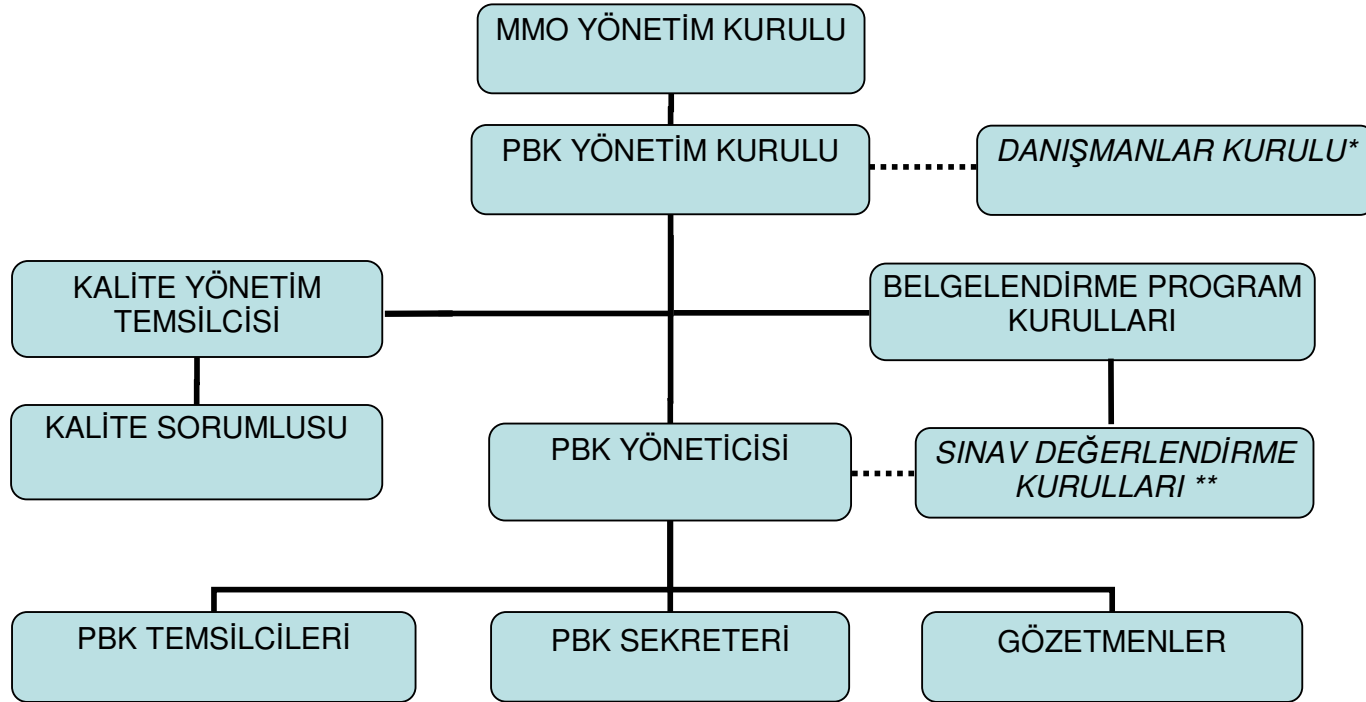 MMO YÖNETİM KURULU
PBK YÖNETİM KURULU
DANIŞMANLAR KURULU*
KALİTE YÖNETİM
TEMSİLCİSİ
BELGELENDİRME PROGRAM
KURULLARI
KALİTE SORUMLUSU
PBK YÖNETİCİSİ
SINAV DEĞERLENDİRME
KURULLARI **
PBK TEMSİLCİLERİ
PBK SEKRETERİ
GÖZETMENLER